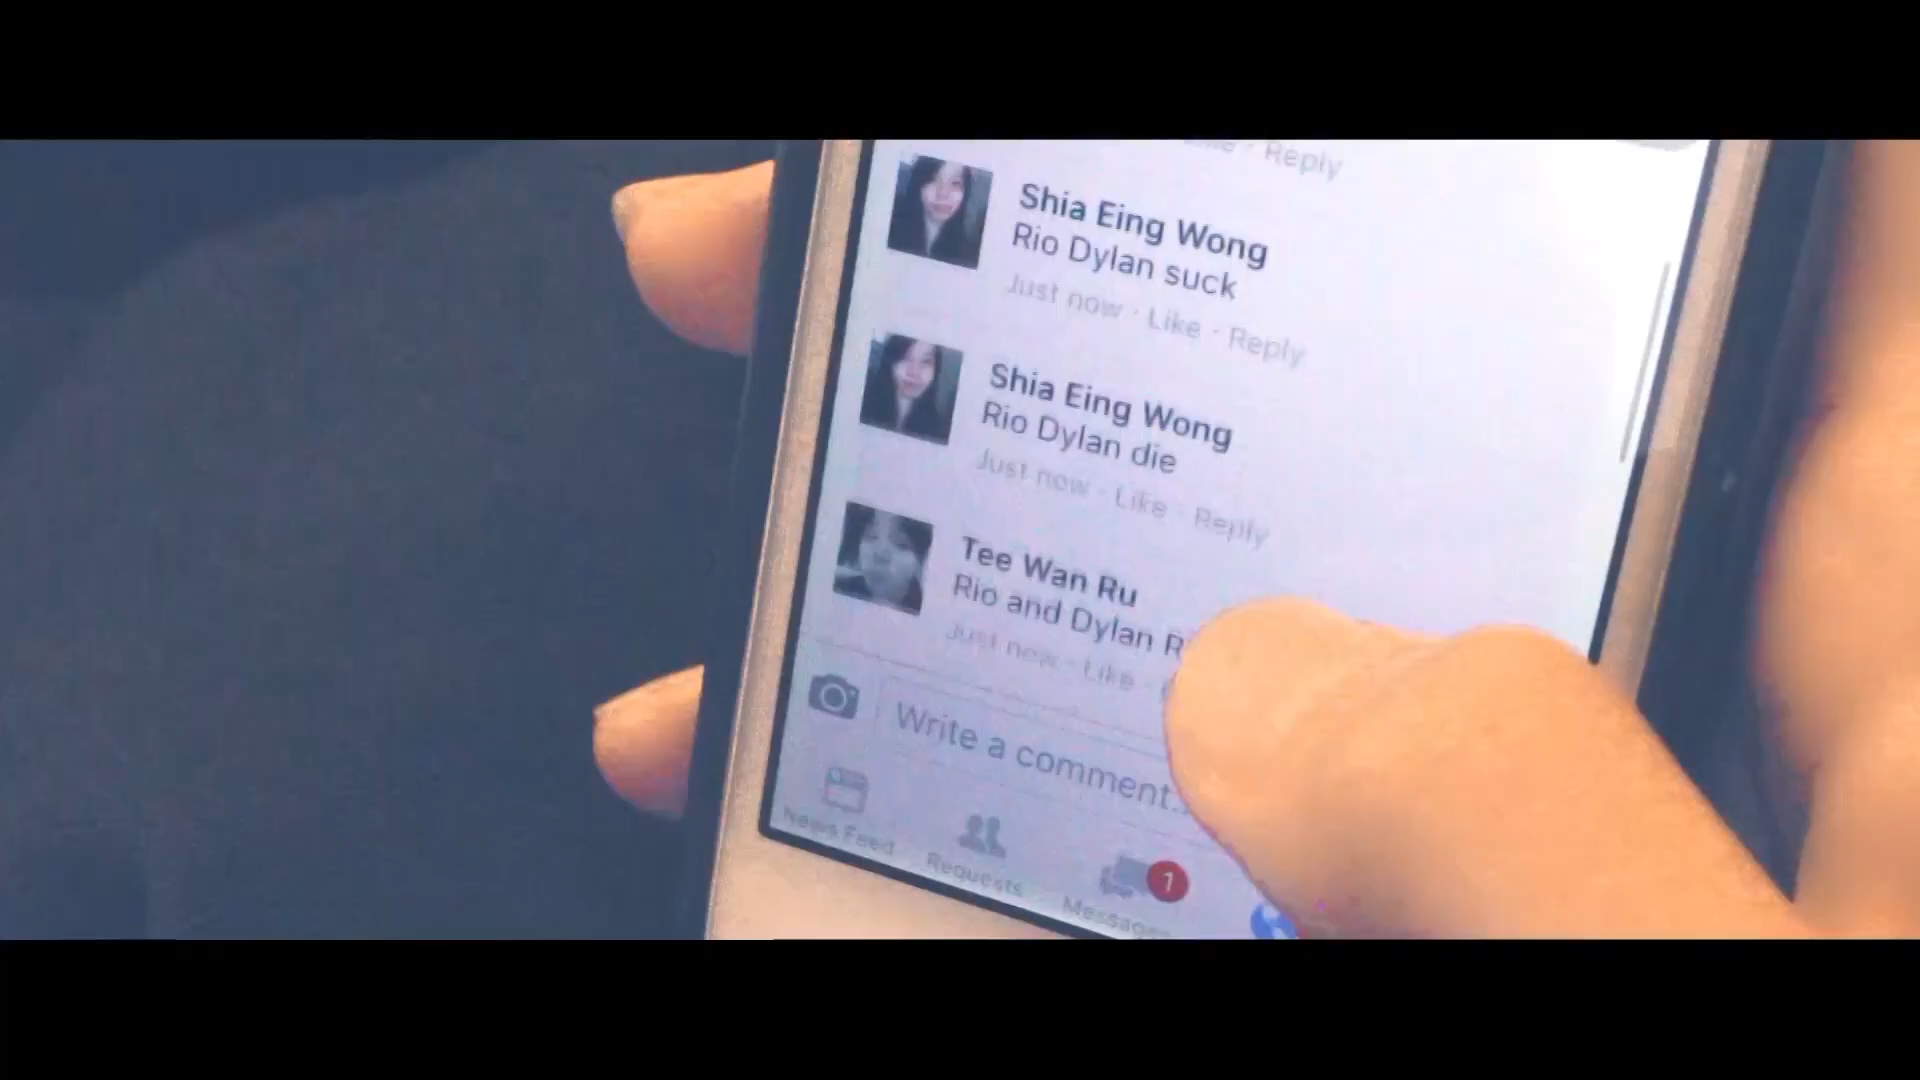 Like · Reply
Shia Eing Wong
Rio Dylan suck
Just now · Like · Reply
Shia Eing Wong
Rio Dylan die
Just now · Like · Reply
Tee Wan Ru
Rio and Dylan R
Just now · Like ·
Write a comment...
News Feed
Requests
1
Messages